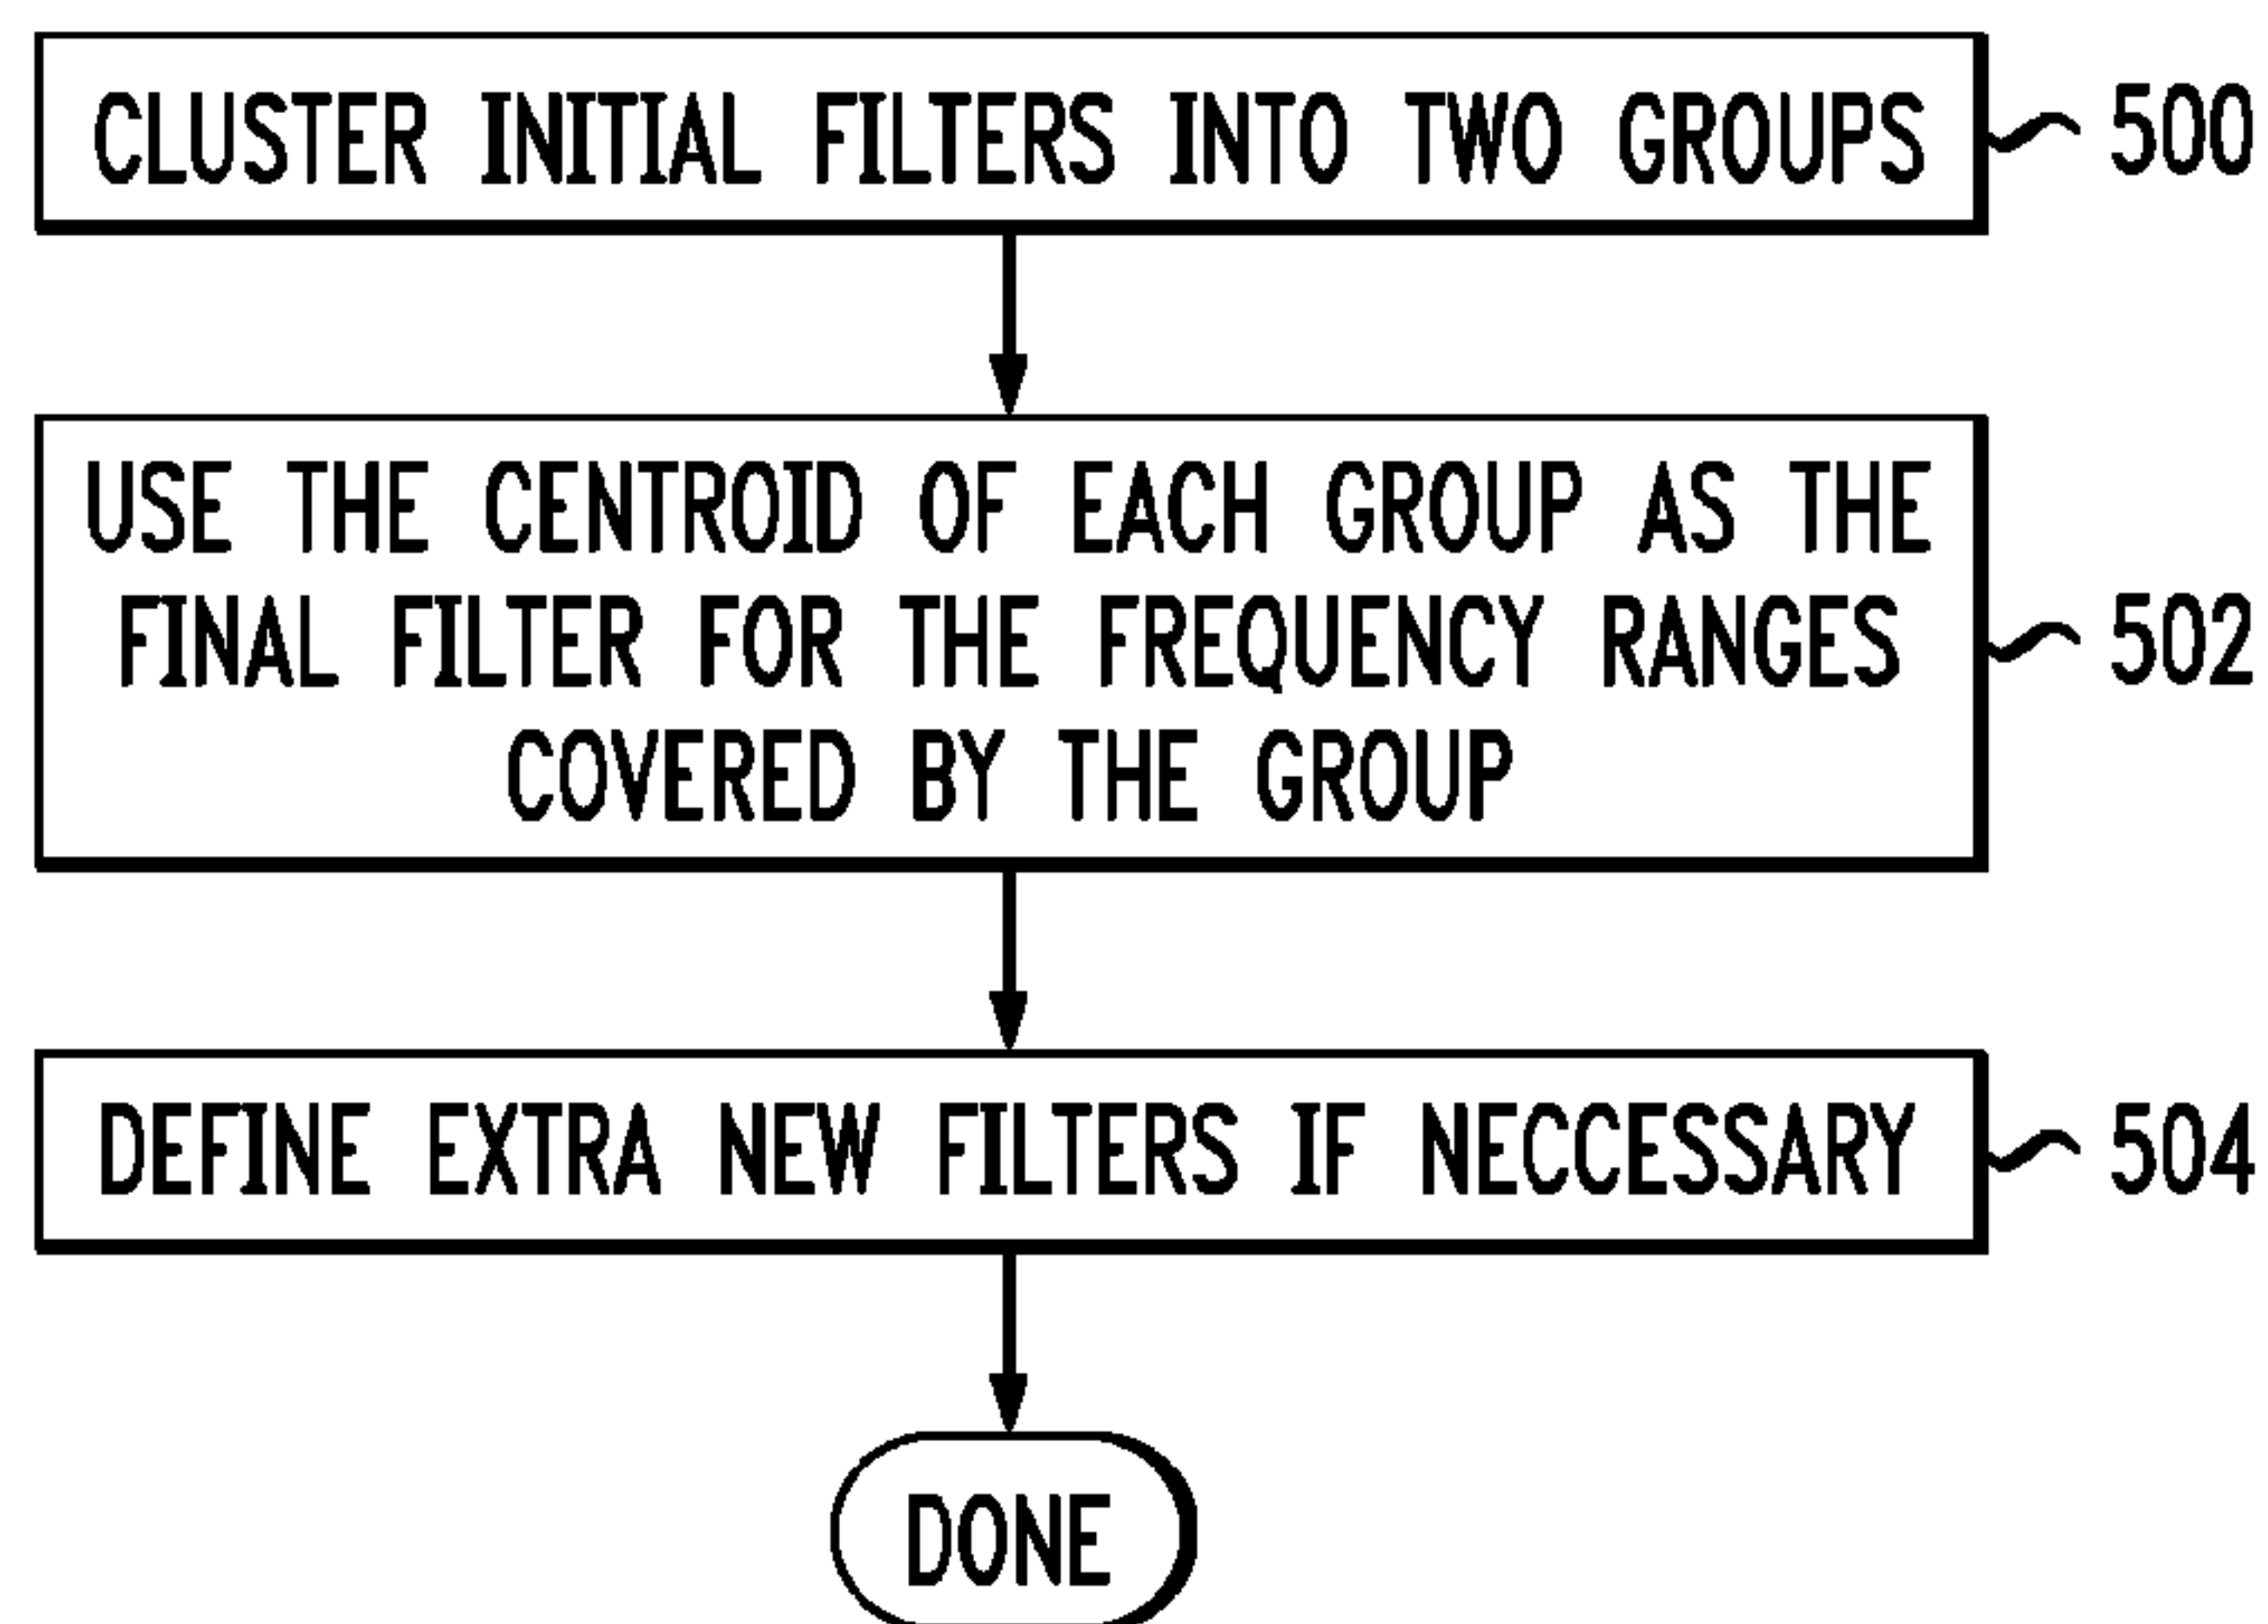 CLUSTER INITIAL FILTERS INTO TWO GROUPS
500
USE THE CENTROID OF EACH GROUP AS THE
FINAL FILTER FOR THE FREQUENCY RANGES
COVERED BY THE GROUP
502
DEFINE EXTRA NEW FILTERS IF NECCESSARY
504
DONE